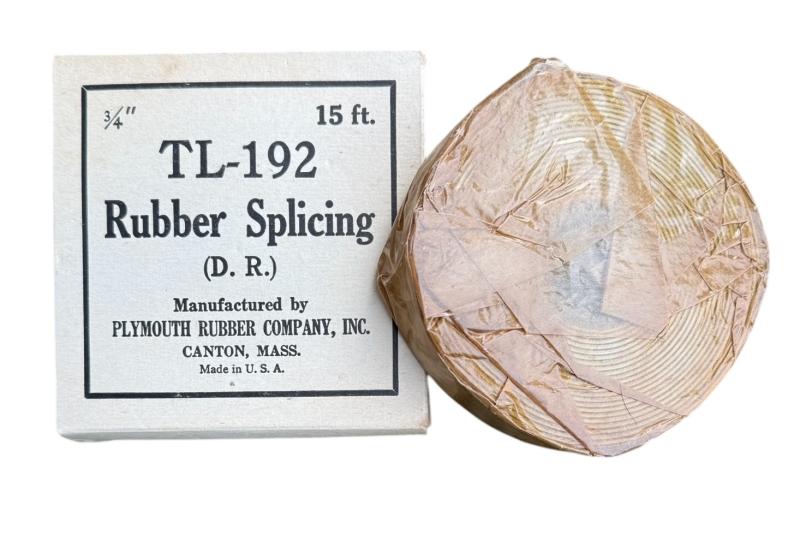 3/4" 15 ft.
TL-192
Rubber Splicing
(D. R.)
Manufactured by
PLYMOUTH RUBBER COMPANY, INC.
CANTON, MASS.
Made in U. S. A.